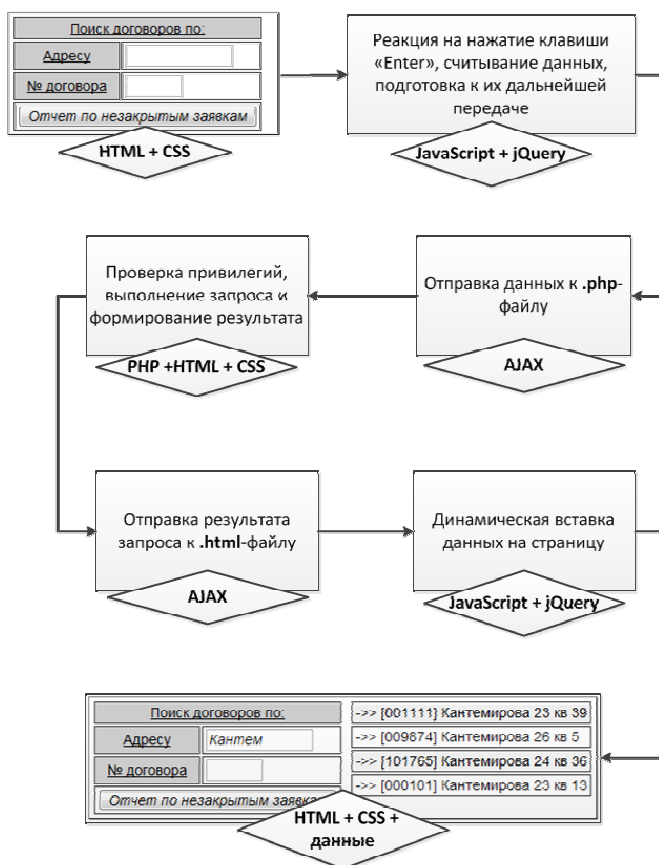 Поиск договоров по:
Адресу
№ договора
Отчет по незакрытым заявкам
HTML + CSS
Реакция на нажатие клавиши
«Enter», считывание данных,
подготовка к их дальнейшей
передаче
JavaScript + jQuery
Проверка привилегий,
выполнение запроса и
формирование результата
PHP +HTML + CSS
Отправка данных к .php-
файлу
AJAX
Отправка результата
запроса к .html-файлу
AJAX
Динамическая вставка
данных на страницу
JavaScript + jQuery
Поиск договоров по:
Адресу
Кантем
№ договора
Отчет по незакрытым заявка
->> [001111] Кантемирова 23 кв 39
->> [009874] Кантемирова 26 кв 5
->> [101765] Кантемирова 24 кв 36
->> [000101] Кантемирова 23 кв 13
HTML + CSS +
данные